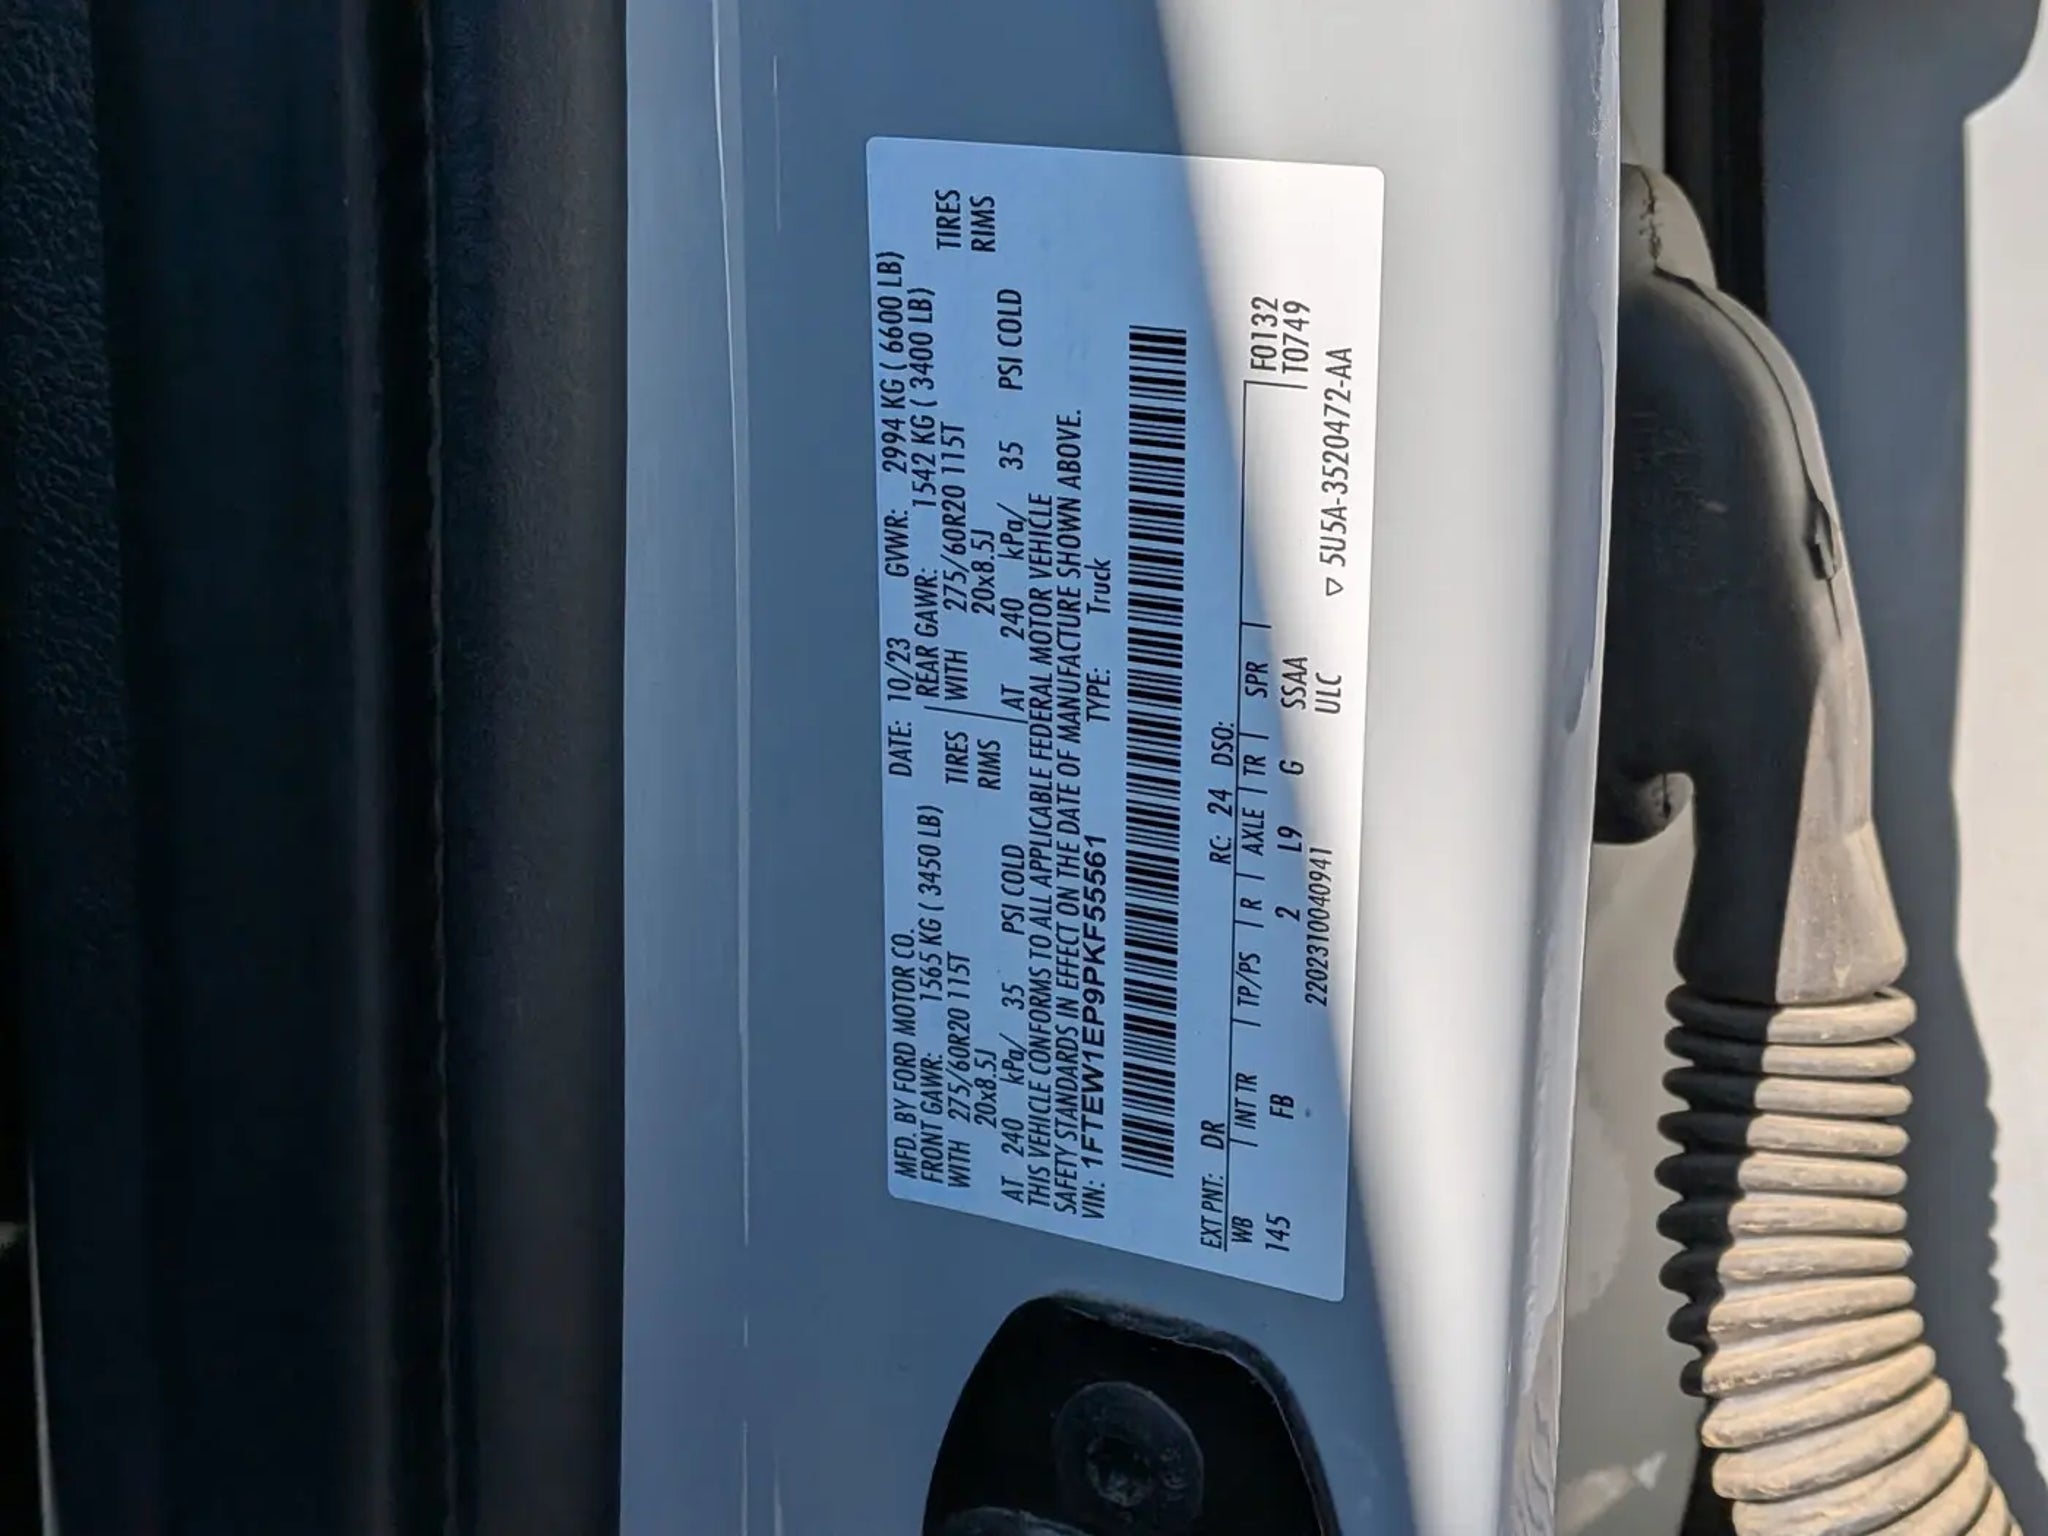 MFD. BY FORD MOTOR CO. DATE: 10/23 GVWR: 2994 KG ( 6600 LB)
FRONT GAWR: 1565 KG ( 3450 LB) REAR GAWR: 1542 KG ( 3400 LB)
WITH 275/60R20 115T TIRES WITH 275/60R20 115T TIRES
20x8.5J RIMS 20x8.5J RIMS
AT 240 kPa/ 35 PSI COLD AT 240 kPa/ 35 PSI COLD
THIS VEHICLE CONFORMS TO ALL APPLICABLE FEDERAL MOTOR VEHICLE
SAFETY STANDARDS IN EFFECT ON THE DATE OF MANUFACTURE SHOWN ABOVE.
VIN: 1FTEW1EP9PKF55561 TYPE: Truck
EXT PNT: DR RC: 24 DSO:
WB INT TR TP/PS R AXLE TR SPR F0132
145 FB 2 L9 G SSAA T0749
2202310040941 ULC ▽ 5U5A-3520472-AA